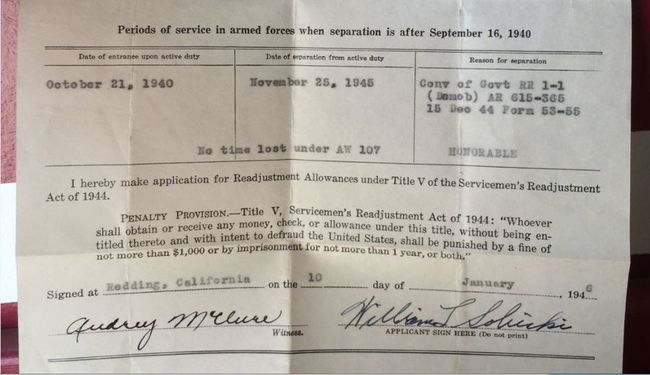 Periods of service in armed forces when separation is after September 16, 1940
Date of entrance upon active duty
Date of separation from active duty
Reason for separation
October 21, 1940
November 25, 1945
Conv of Govt RR 1-1
(Demob) AR 615-365
15 Dec 44 Form 53-55
No time lost under AW 107
HONORABLE
I hereby make application for Readjustment Allowances under Title V of the Servicemen's Readjustment
Act of 1944.
PENALTY PROVISION.—Title V, Servicemen's Readjustment Act of 1944: "Whoever
shall obtain or receive any money, check, or allowance under this title, without being en-
titled thereto and with intent to defraud the United States, shall be punished by a fine of
not more than $1,000 or by imprisonment for not more than 1 year, or both."
Signed at Redding, California on the 10 day of January, 1946
Audrey McClure
Witness.
William
APPLICANT SIGN HERE (Do not print)